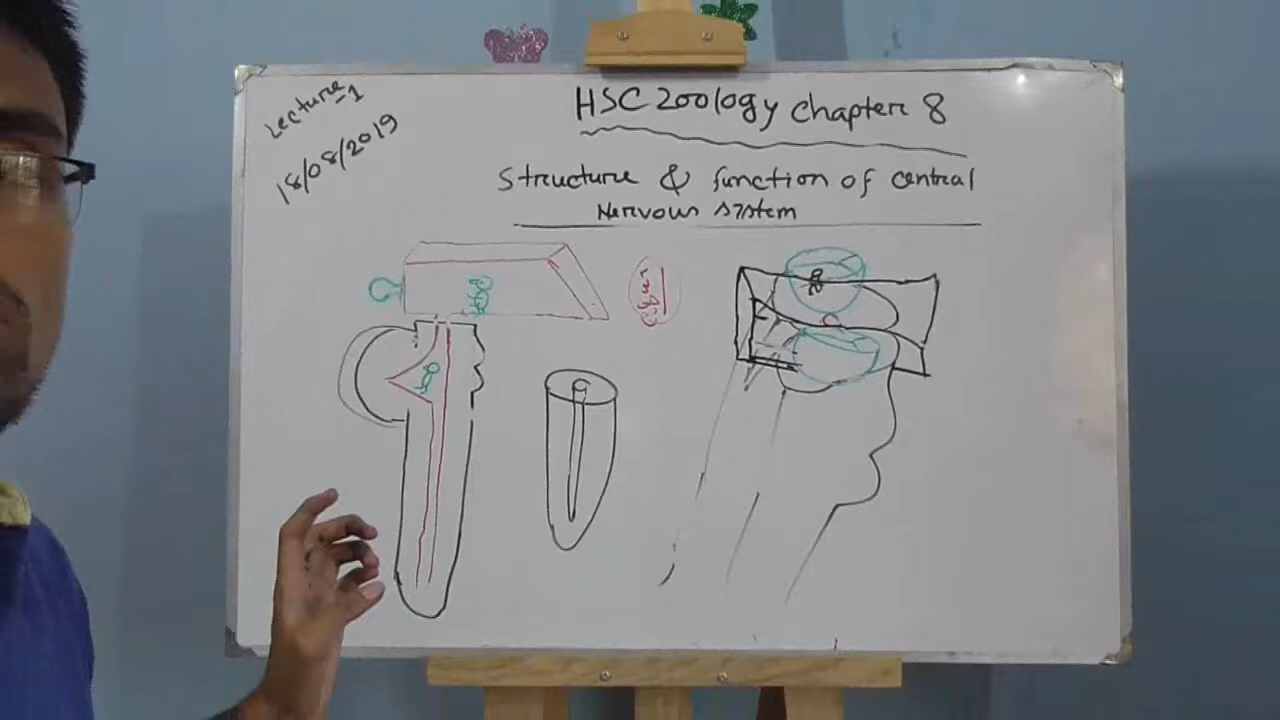 Lecture-1
18/08/2019
HSC Zoology Chapter 8
Structure & function of central
Nervous system